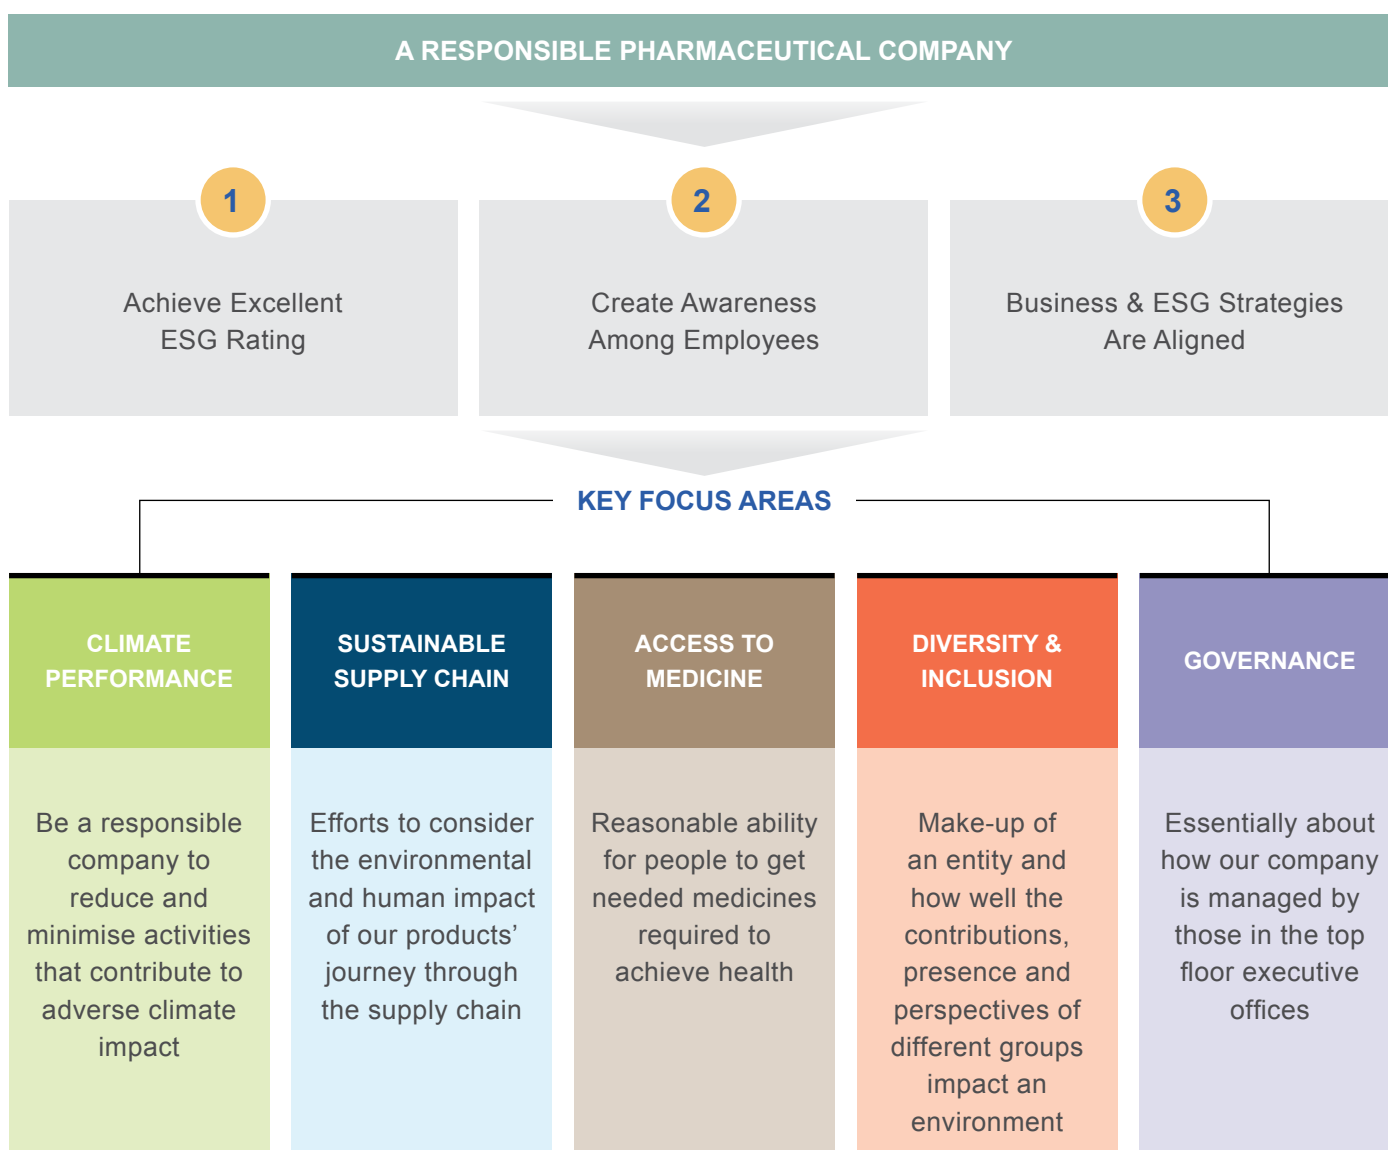 A RESPONSIBLE PHARMACEUTICAL COMPANY
1
Achieve Excellent
ESG Rating
2
Create Awareness
Among Employees
3
Business & ESG Strategies
Are Aligned
KEY FOCUS AREAS
CLIMATE
PERFORMANCE
Be a responsible
company to
reduce and
minimise activities
that contribute to
adverse climate
impact
SUSTAINABLE
SUPPLY CHAIN
Efforts to consider
the environmental
and human impact
of our products’
journey through
the supply chain
ACCESS TO
MEDICINE
Reasonable ability
for people to get
needed medicines
required to
achieve health
DIVERSITY &
INCLUSION
Make-up of
an entity and
how well the
contributions,
presence and
perspectives of
different groups
impact an
environment
GOVERNANCE
Essentially about
how our company
is managed by
those in the top
floor executive
offices